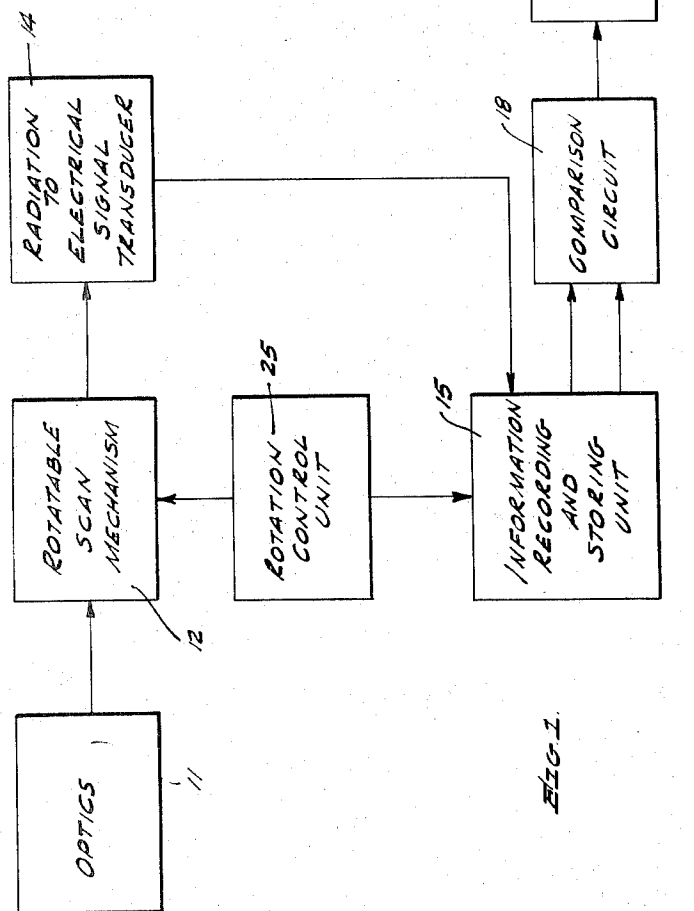 OPTICS
11
ROTATABLE
SCAN
MECHANISM
12
RADIATION
TO
ELECTRICAL
SIGNAL
TRANSDUCER
14
ROTATION
CONTROL
UNIT
25
INFORMATION
RECORDING
AND
STORING
UNIT
15
COMPARISON
CIRCUIT
18
FIG.1.